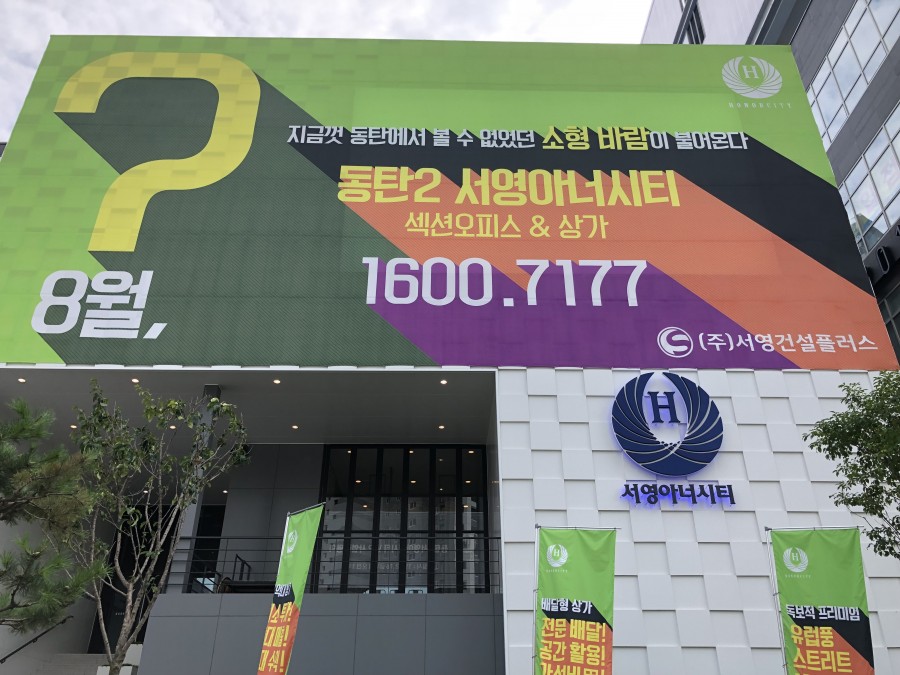 HONORCITY
지금껏 동탄에서 볼 수 없었던 소형 바람이 불어온다
동탄2 서영아너시티
섹션오피스 & 상가
1600.7177
8월,
(주)서영건설플러스
H
서영아너시티
배달형 상가
전문 배달!
공간 활용!
독보적 프리미엄
유럽풍
스트리트